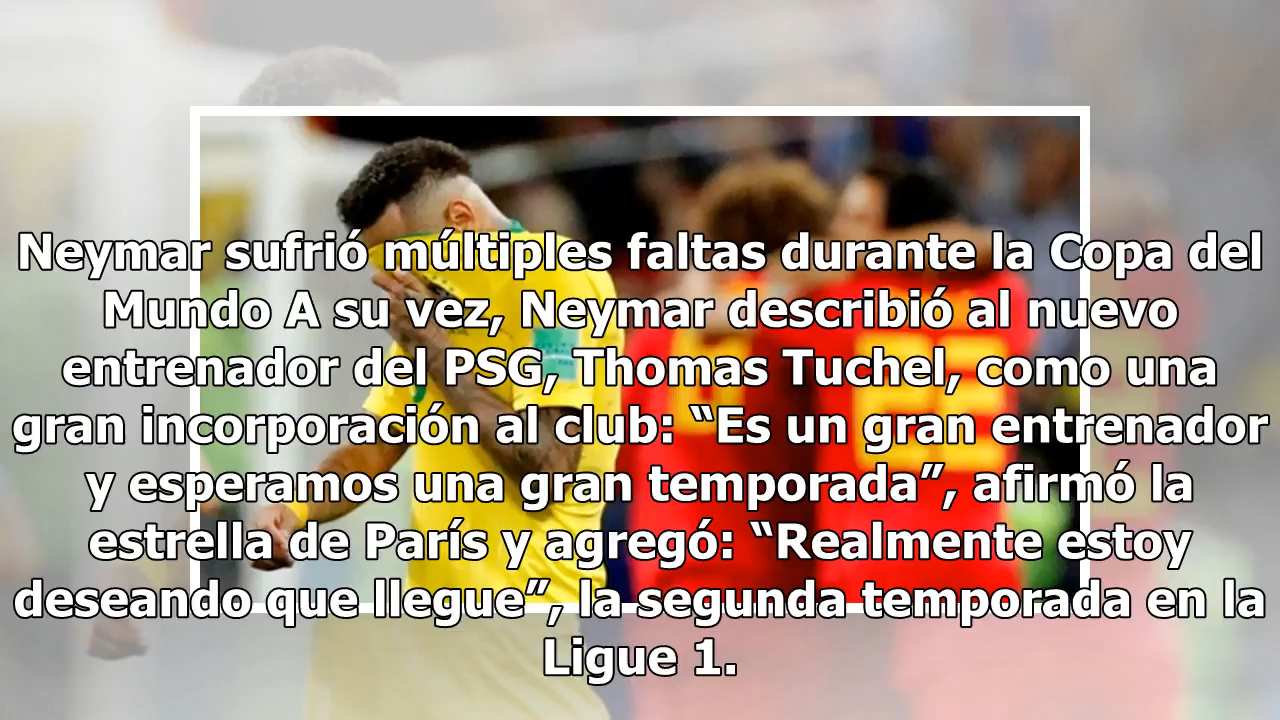 Neymar sufrió múltiples faltas durante la Copa del
Mundo A su vez, Neymar describió al nuevo
entrenador del PSG, Thomas Tuchel, como una
gran incorporación al club: “Es un gran entrenador
y esperamos una gran temporada”, afirmó la
estrella de París y agregó: “Realmente estoy
deseando que llegue”, la segunda temporada en la
Ligue 1.